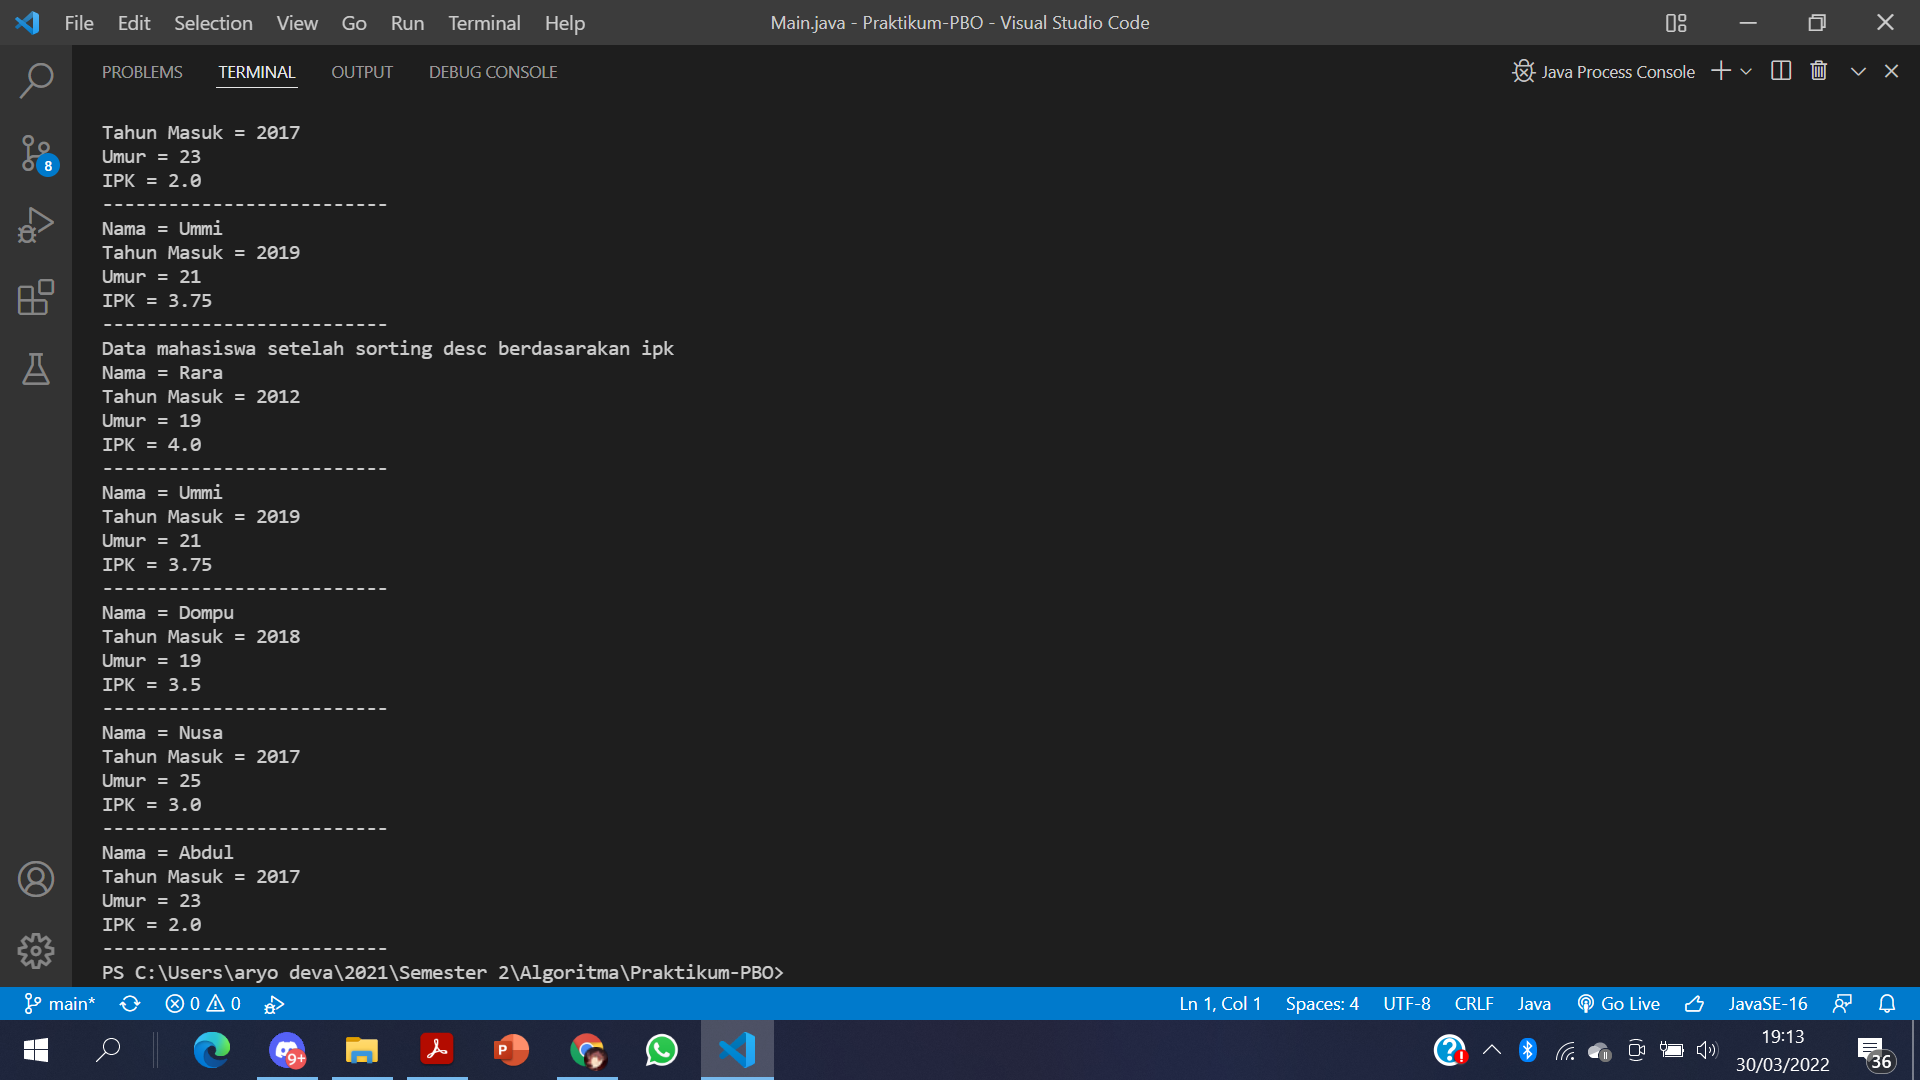 File Edit Selection View Go Run Terminal Help
Main.java - Praktikum-PBO - Visual Studio Code
PROBLEMS TERMINAL OUTPUT DEBUG CONSOLE
Java Process Console
8
Tahun Masuk = 2017
Umur = 23
IPK = 2.0
--------------------------
Nama = Ummi
Tahun Masuk = 2019
Umur = 21
IPK = 3.75
--------------------------
Data mahasiswa setelah sorting desc berdasarakan ipk
Nama = Rara
Tahun Masuk = 2012
Umur = 19
IPK = 4.0
--------------------------
Nama = Ummi
Tahun Masuk = 2019
Umur = 21
IPK = 3.75
--------------------------
Nama = Dompu
Tahun Masuk = 2018
Umur = 19
IPK = 3.5
--------------------------
Nama = Nusa
Tahun Masuk = 2017
Umur = 25
IPK = 3.0
--------------------------
Nama = Abdul
Tahun Masuk = 2017
Umur = 23
IPK = 2.0
--------------------------
PS C:\Users\aryo deva\2021\Semester 2\Algoritma\Praktikum-PBO>
main* 0 0 Ln 1, Col 1 Spaces: 4 UTF-8 CRLF Java Go Live JavaSE-16
9+
19:13
30/03/2022
36